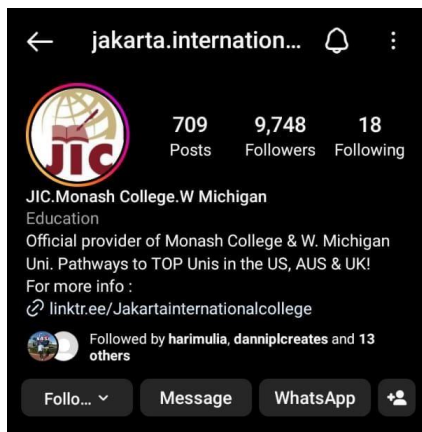 jakarta.internation...
JIC
709 9,748 18
Posts Followers Following
JIC.Monash College.W Michigan
Education
Official provider of Monash College & W. Michigan
Uni. Pathways to TOP Unis in the US, AUS & UK!
For more info :
linktr.ee/Jakartainternationalcollege
Followed by harimulia, danniplcreates and 13
others
Follo... Message WhatsApp